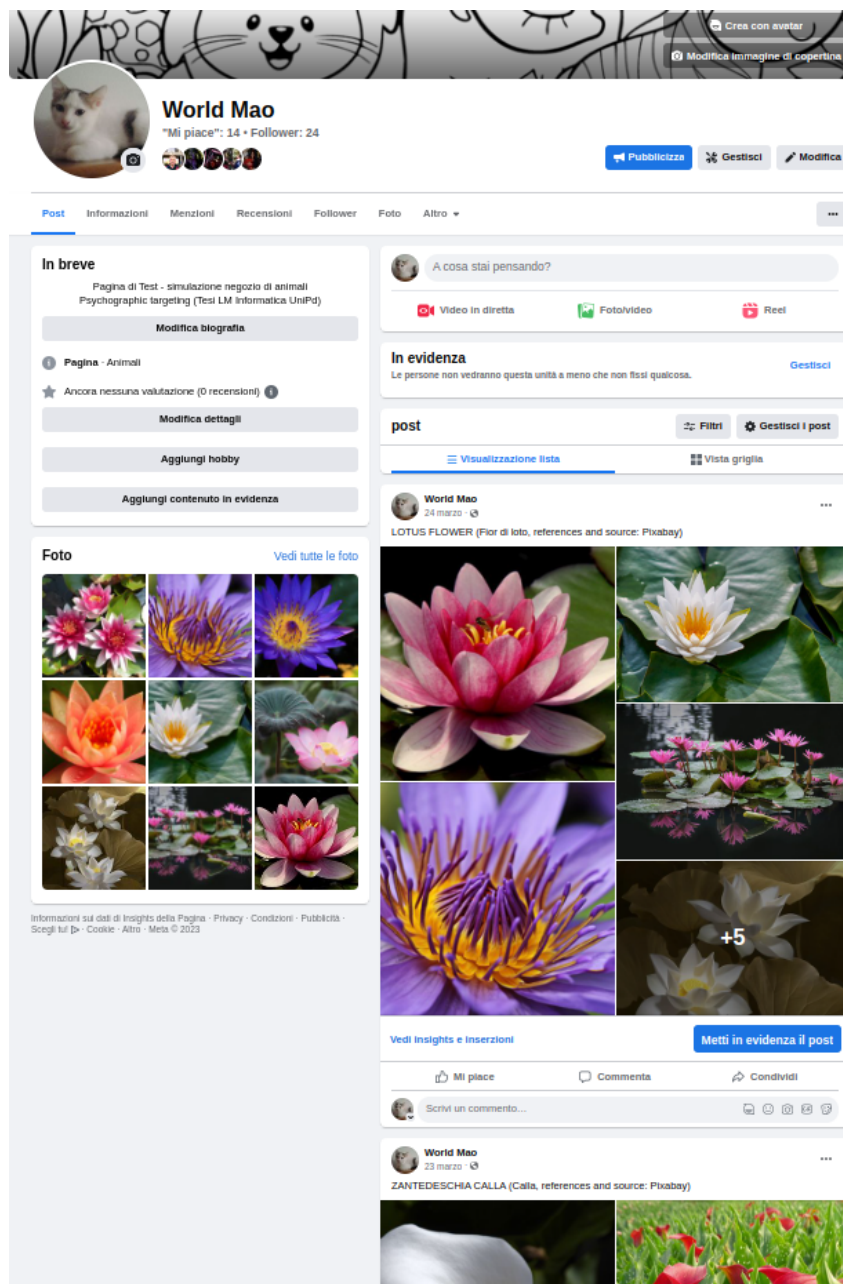 Crea con avatar
Modifica immagine di copertina
World Mao
"Mi piace": 14 • Follower: 24
Pubblicizza
Gestisci
Modifica
Post
Informazioni
Menzioni
Recensioni
Follower
Foto
Altro
In breve
Pagina di Test - simulazione negozio di animali
Psychographic targeting (Tesi LM Informatica UniPd)
Modifica biografia
Pagina · Animali
Ancora nessuna valutazione (0 recensioni)
Modifica dettagli
Aggiungi hobby
Aggiungi contenuto in evidenza
Foto
Vedi tutte le foto
Informazioni sui dati di Insights della Pagina · Privacy · Condizioni · Pubblicità ·
Scegli tu! · Cookie · Altro · Meta © 2023
A cosa stai pensando?
Video in diretta
Foto/video
Reel
In evidenza
Gestisci
Le persone non vedranno questa unità a meno che non fissi qualcosa.
post
Filtri
Gestisci i post
Visualizzazione lista
Vista griglia
World Mao
24 marzo ·
LOTUS FLOWER (Fior di loto, references and source: Pixabay)
+5
Vedi insights e inserzioni
Metti in evidenza il post
Mi piace
Commenta
Condividi
Scrivi un commento...
World Mao
23 marzo ·
ZANTEDESCHIA CALLA (Calla, references and source: Pixabay)